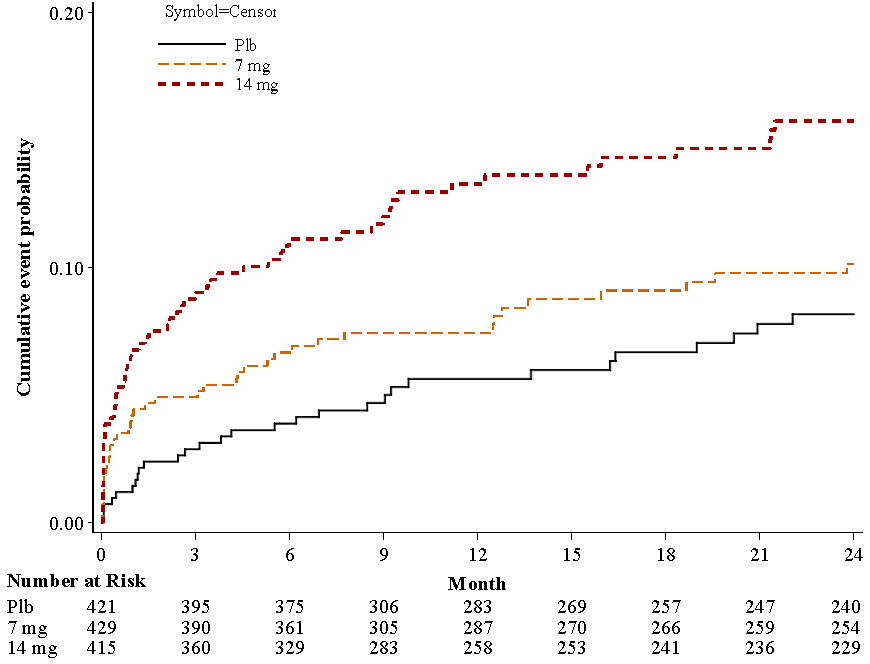 0.20
Symbol=Censor
Plb
7 mg
14 mg
Cumulative event probability
0.10
0.00
0 3 6 9 12 15 18 21 24
Number at Risk
Month
Plb 421 395 375 306 283 269 257 247 240
7 mg 429 390 361 305 287 270 266 259 254
14 mg 415 360 329 283 258 253 241 236 229